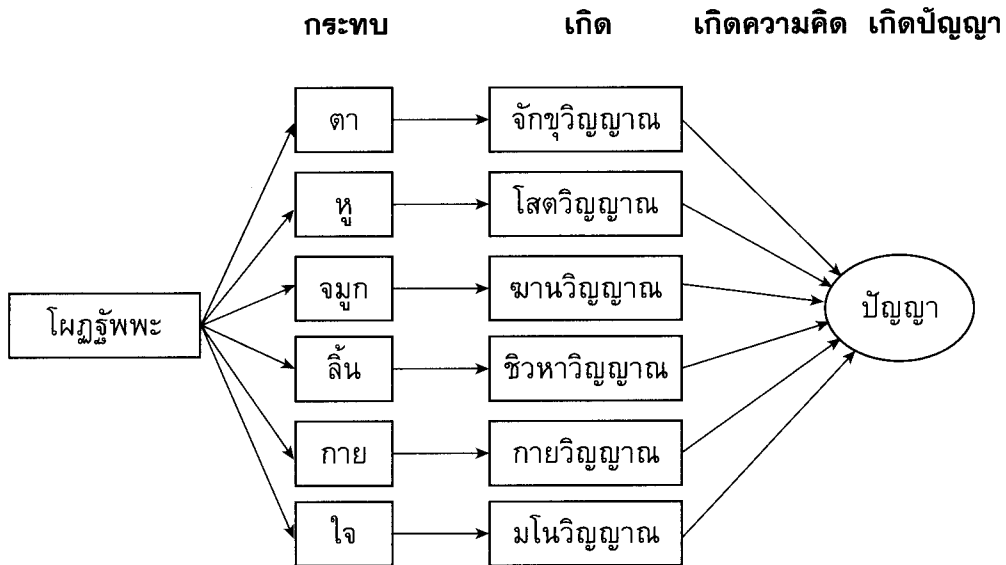 กระทบ เกิด เกิดความคิด เกิดปัญญา
ตา จักขุวิญญาณ
หู โสตวิญญาณ
จมูก ฆานวิญญาณ
โผฏฐัพพะ ปัญญา
ลิ้น ชิวหาวิญญาณ
กาย กายวิญญาณ
ใจ มโนวิญญาณ